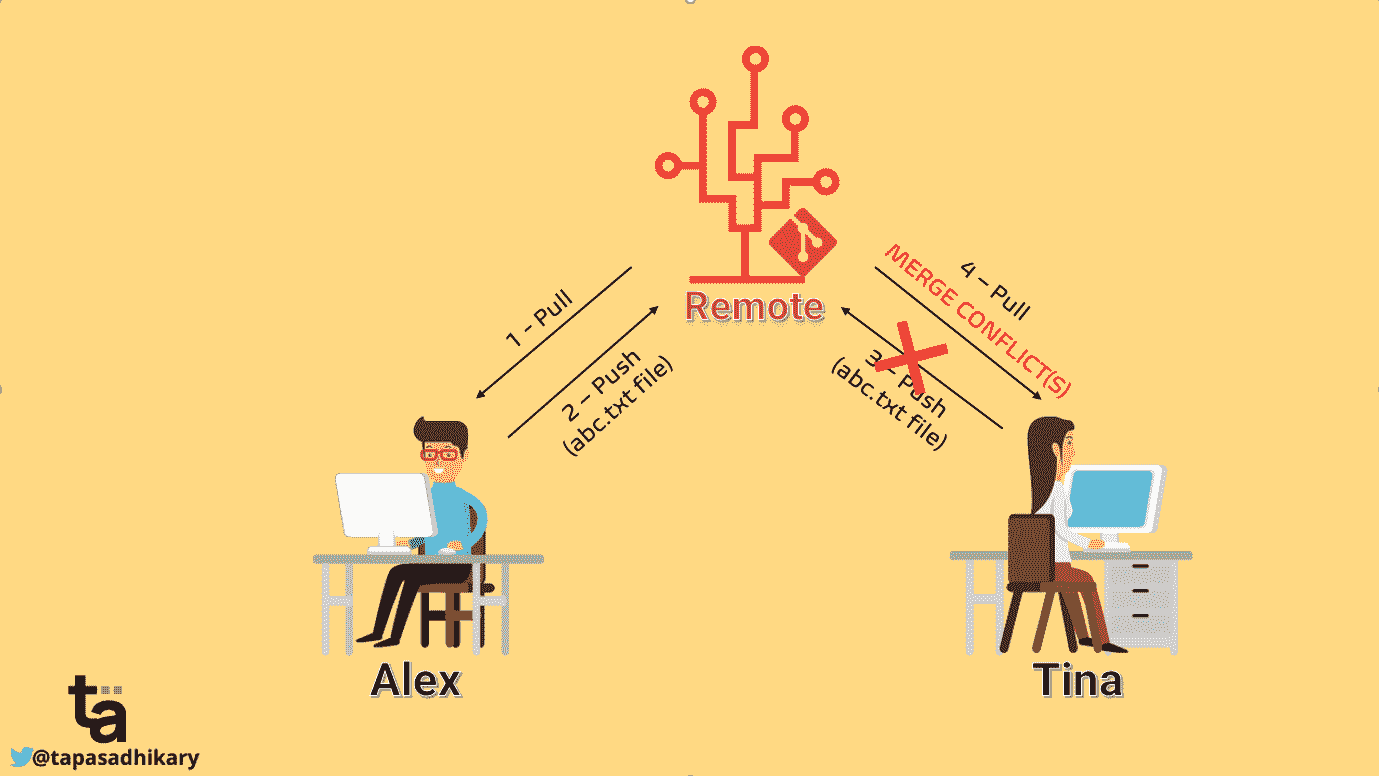 Remote
1 – Pull
2 – Push
(abc.txt file)
4 – Pull
MERGE CONFLICT(S)
3 – Push
(abc.txt file)
Alex
Tina
ta
@tapasadhikary